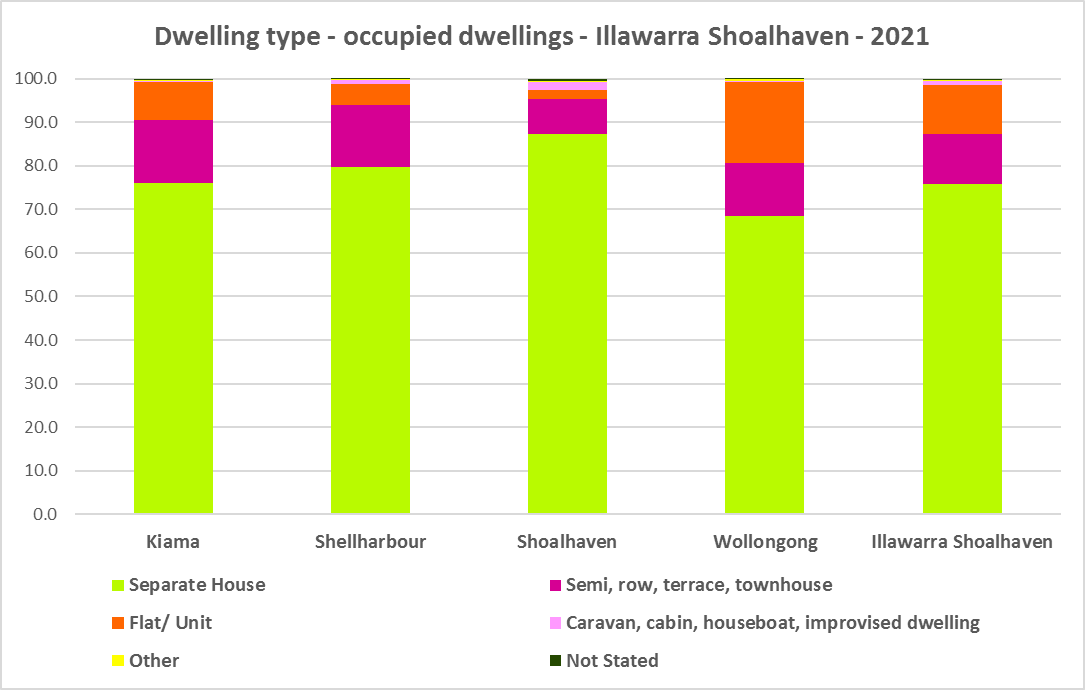 Dwelling type - occupied dwellings - Illawarra Shoalhaven - 2021
100.0
90.0
80.0
70.0
60.0
50.0
40.0
30.0
20.0
10.0
0.0
Kiama Shellharbour Shoalhaven Wollongong Illawarra Shoalhaven
Separate House Semi, row, terrace, townhouse
Flat/ Unit Caravan, cabin, houseboat, improvised dwelling
Other Not Stated